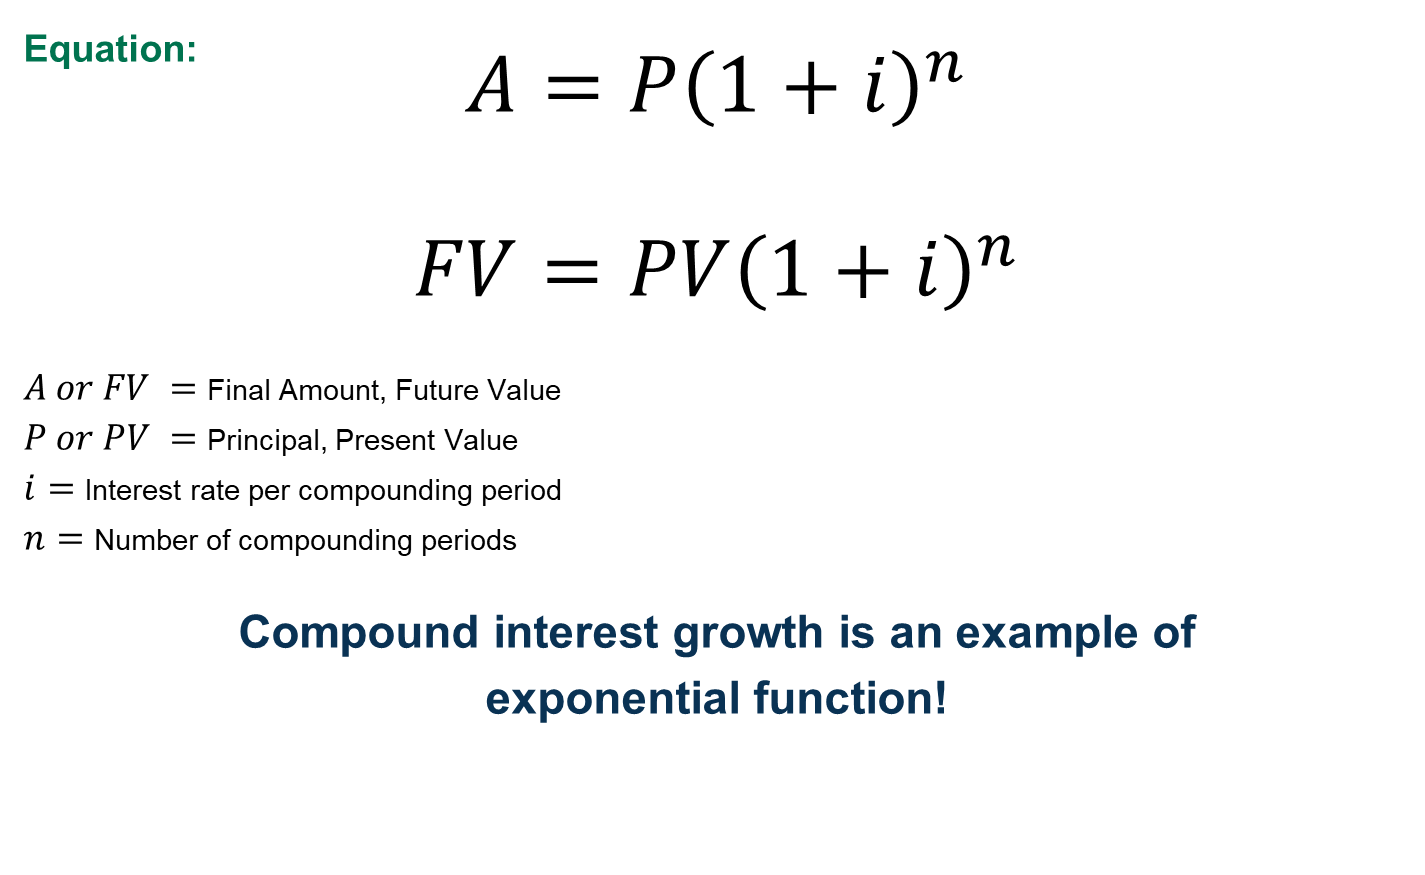 Equation:
A = P(1 + i)ⁿ
FV = PV(1 + i)ⁿ
A or FV = Final Amount, Future Value
P or PV = Principal, Present Value
i = Interest rate per compounding period
n = Number of compounding periods
Compound interest growth is an example of
exponential function!